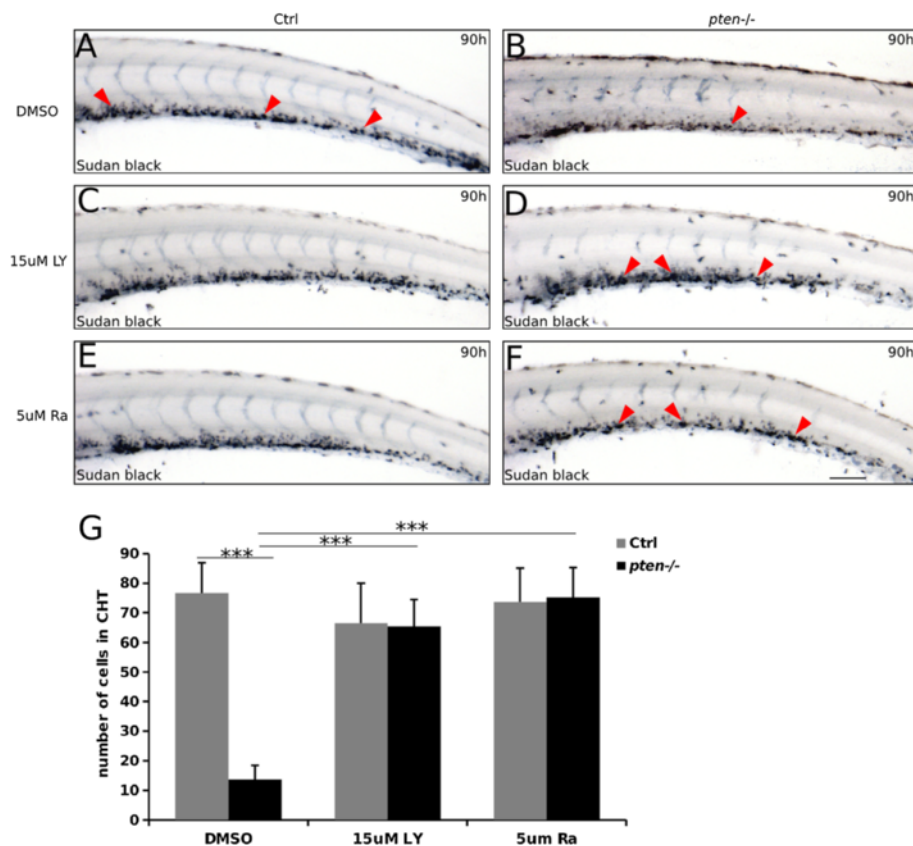 Ctrl
pten-/-
A
90h
B
90h
DMSO
Sudan black
Sudan black
C
90h
D
90h
15uM LY
Sudan black
Sudan black
E
90h
F
90h
5uM Ra
Sudan black
Sudan black
G
***
***
***
Ctrl
pten-/-
number of cells in CHT
90
80
70
60
50
40
30
20
10
0
DMSO
15uM LY
5um Ra